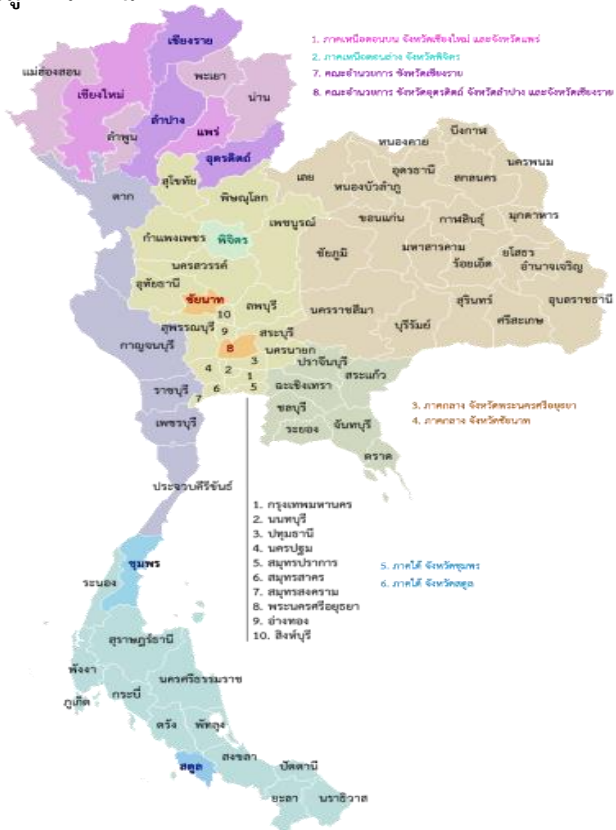 เชียงราย
1. ภาคเหนือตอนบน จังหวัดเชียงใหม่ และจังหวัดแพร่
2. ภาคเหนือตอนล่าง จังหวัดพิจิตร
7. คณะอำนวยการ จังหวัดเชียงราย
8. คณะอำนวยการ จังหวัดอุตรดิตถ์ จังหวัดลำปาง และจังหวัดเชียงราย
แม่ฮ่องสอน
พะเยา
เชียงใหม่
น่าน
ลำปาง
แพร่
ลำพูน
อุตรดิตถ์
บึงกาฬ
หนองคาย
นครพนม
อุดรธานี
สกลนคร
เลย
หนองบัวลำภู
สุโขทัย
ตาก
พิษณุโลก
เพชรบูรณ์
ขอนแก่น
กาฬสินธุ์
มุกดาหาร
กำแพงเพชร
พิจิตร
ชัยภูมิ
มหาสารคาม
ร้อยเอ็ด
ยโสธร
อำนาจเจริญ
นครสวรรค์
อุทัยธานี
ชัยนาท
10
ลพบุรี
นครราชสีมา
บุรีรัมย์
สุรินทร์
ศรีสะเกษ
อุบลราชธานี
สุพรรณบุรี
9
สระบุรี
กาญจนบุรี
8
นครนายก
3
ปราจีนบุรี
4
2
1
สระแก้ว
ราชบุรี
6
5
ฉะเชิงเทรา
7
ชลบุรี
เพชรบุรี
ระยอง
จันทบุรี
ตราด
3. ภาคกลาง จังหวัดพระนครศรีอยุธยา
4. ภาคกลาง จังหวัดชัยนาท
ประจวบคีรีขันธ์
1. กรุงเทพมหานคร
2. นนทบุรี
3. ปทุมธานี
4. นครปฐม
5. สมุทรปราการ
6. สมุทรสาคร
7. สมุทรสงคราม
8. พระนครศรีอยุธยา
9. อ่างทอง
10. สิงห์บุรี
5. ภาคใต้ จังหวัดชุมพร
6. ภาคใต้ จังหวัดสตูล
ชุมพร
ระนอง
สุราษฎร์ธานี
พังงา
นครศรีธรรมราช
กระบี่
ภูเก็ต
ตรัง
พัทลุง
สงขลา
สตูล
ปัตตานี
ยะลา
นราธิวาส